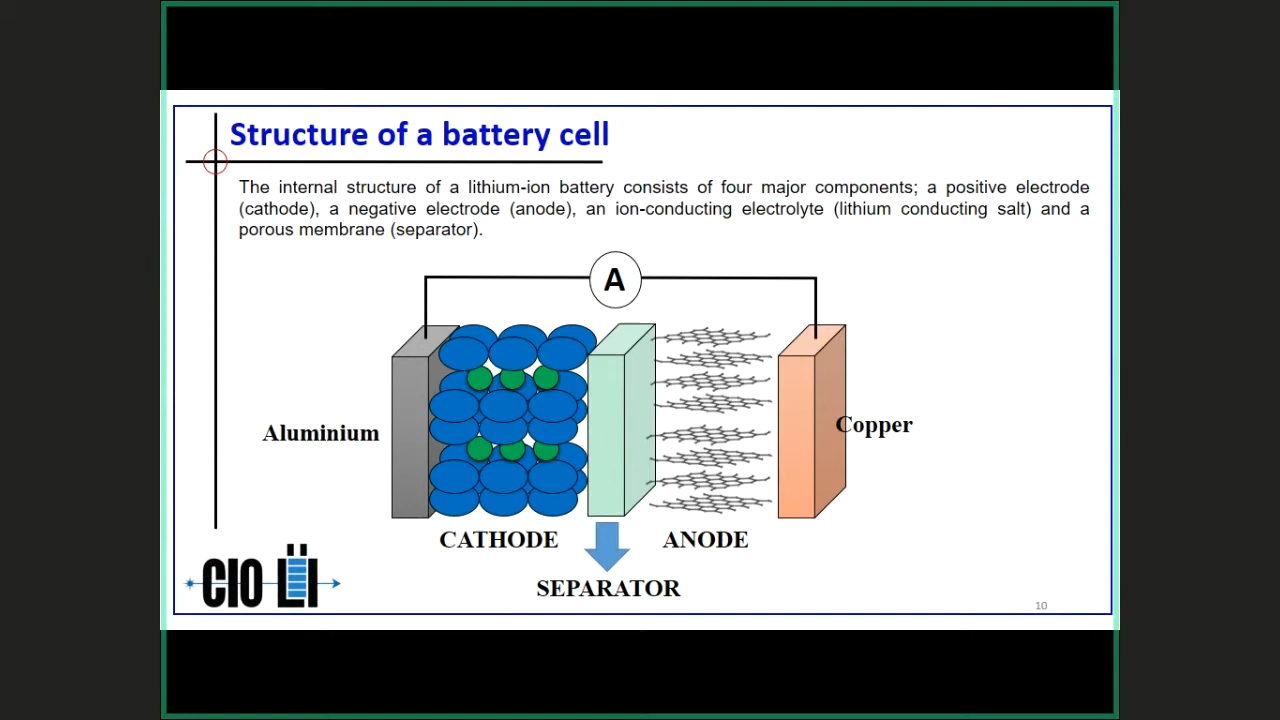 Structure of a battery cell
The internal structure of a lithium-ion battery consists of four major components; a positive electrode
(cathode), a negative electrode (anode), an ion-conducting electrolyte (lithium conducting salt) and a
porous membrane (separator).
A
Aluminium
Copper
CATHODE
ANODE
SEPARATOR
CIO LI
10